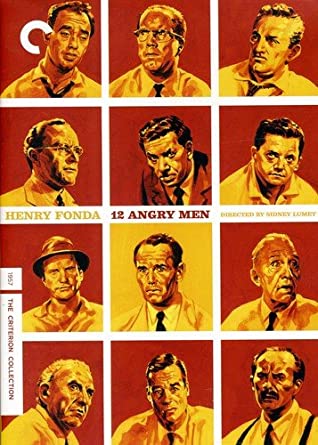 HENRY FONDA 12 ANGRY MEN DIRECTED BY SIDNEY LUMET
1957 THE CRITERION COLLECTION